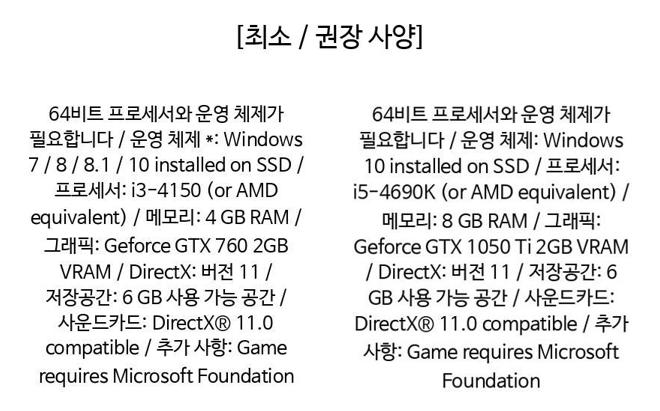 [최소 / 권장 사양]
64비트 프로세서와 운영 체제가
필요합니다 / 운영 체제 *: Windows
7 / 8 / 8.1 / 10 installed on SSD /
프로세서: i3-4150 (or AMD
equivalent) / 메모리: 4 GB RAM /
그래픽: Geforce GTX 760 2GB
VRAM / DirectX: 버전 11 /
저장공간: 6 GB 사용 가능 공간 /
사운드카드: DirectX® 11.0
compatible / 추가 사항: Game
requires Microsoft Foundation
64비트 프로세서와 운영 체제가
필요합니다 / 운영 체제: Windows
10 installed on SSD / 프로세서:
i5-4690K (or AMD equivalent) /
메모리: 8 GB RAM / 그래픽:
Geforce GTX 1050 Ti 2GB VRAM
/ DirectX: 버전 11 / 저장공간: 6
GB 사용 가능 공간 / 사운드카드:
DirectX® 11.0 compatible / 추가
사항: Game requires Microsoft
Foundation